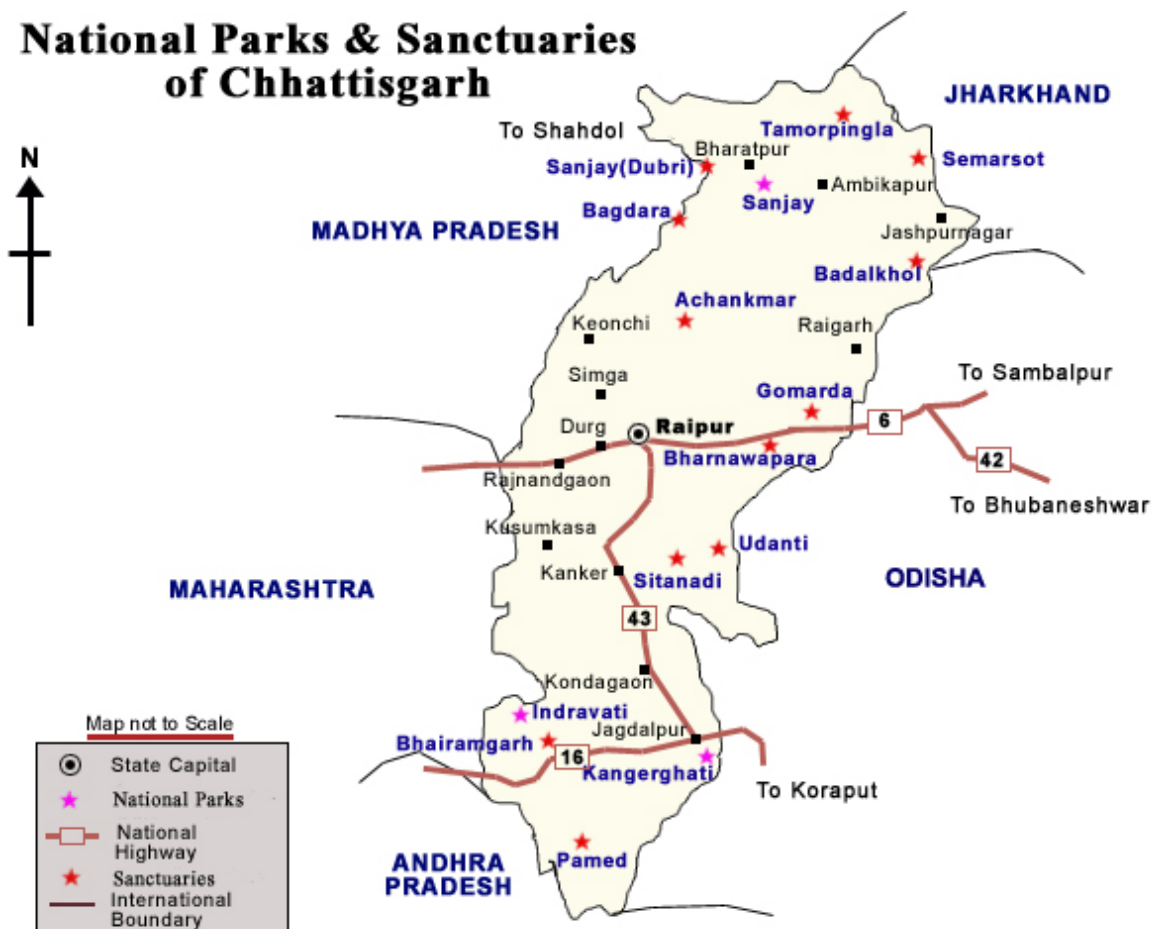 National Parks & Sanctuaries
of Chhattisgarh
JHARKHAND
To Shahdol
Tamorpingla
N
Bharatpur
Semarsot
Sanjay(Dubri)
Sanjay
Ambikapur
Bagdara
MADHYA PRADESH
Jashpurnagar
Badalkhol
Achankmar
Keonchi
Raigarh
Simga
To Sambalpur
Gomarda
Durg
Raipur
6
Bharnawapara
42
Rajnandgaon
To Bhubaneshwar
Kusumkasa
Udanti
Kanker
Sitanadi
ODISHA
MAHARASHTRA
43
Kondagaon
Indravati
Map not to Scale
Jagdalpur
Bhairamgarh
16
Kangerghati
To Koraput
State Capital
National Parks
National
Highway
Sanctuaries
International
Boundary
Pamed
ANDHRA
PRADESH